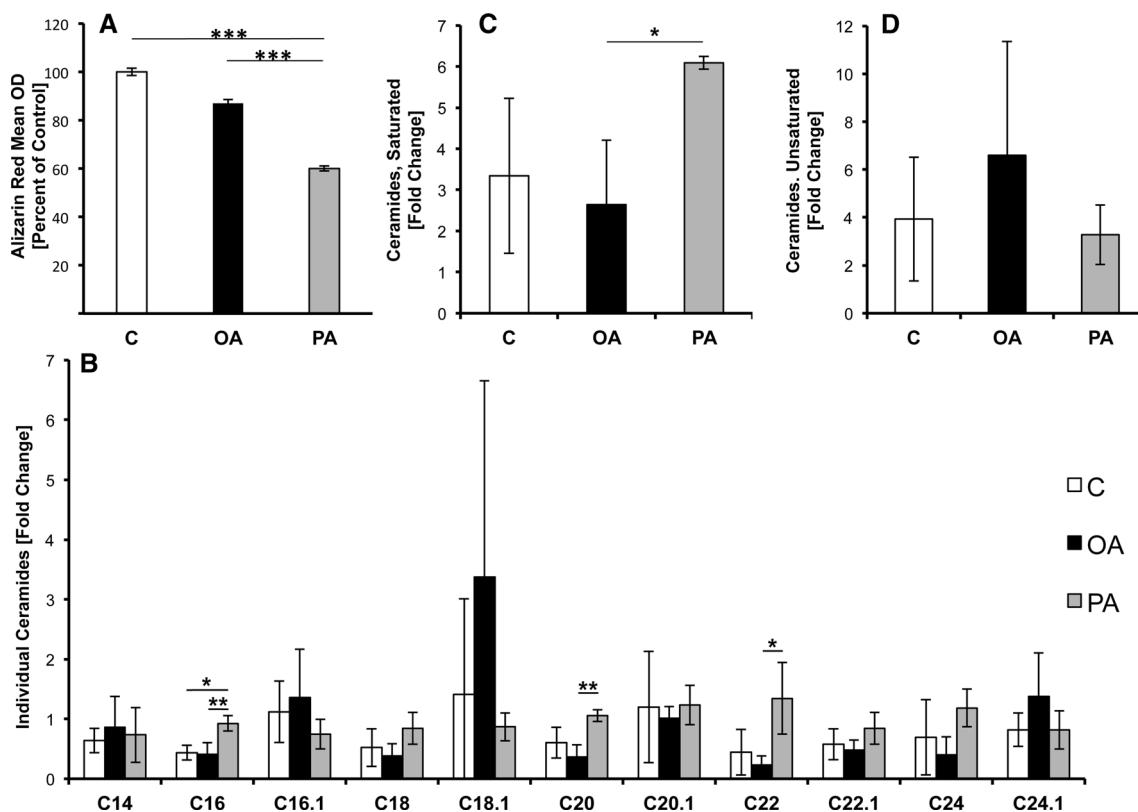 A
Alizarin Red Mean OD
[Percent of Control]
120
100
80
60
40
20
***
***
C OA PA
C
Ceramides, Saturated
[Fold Change]
7
6
5
4
3
2
1
0
*
C OA PA
D
Ceramides. Unsaturated
[Fold Change]
12
10
8
6
4
2
0
C OA PA
B
Individual Ceramides [Fold Change]
7
6
5
4
3
2
1
0
*
**
**
*
C14 C16 C16.1 C18 C18.1 C20 C20.1 C22 C22.1 C24 C24.1
C
OA
PA